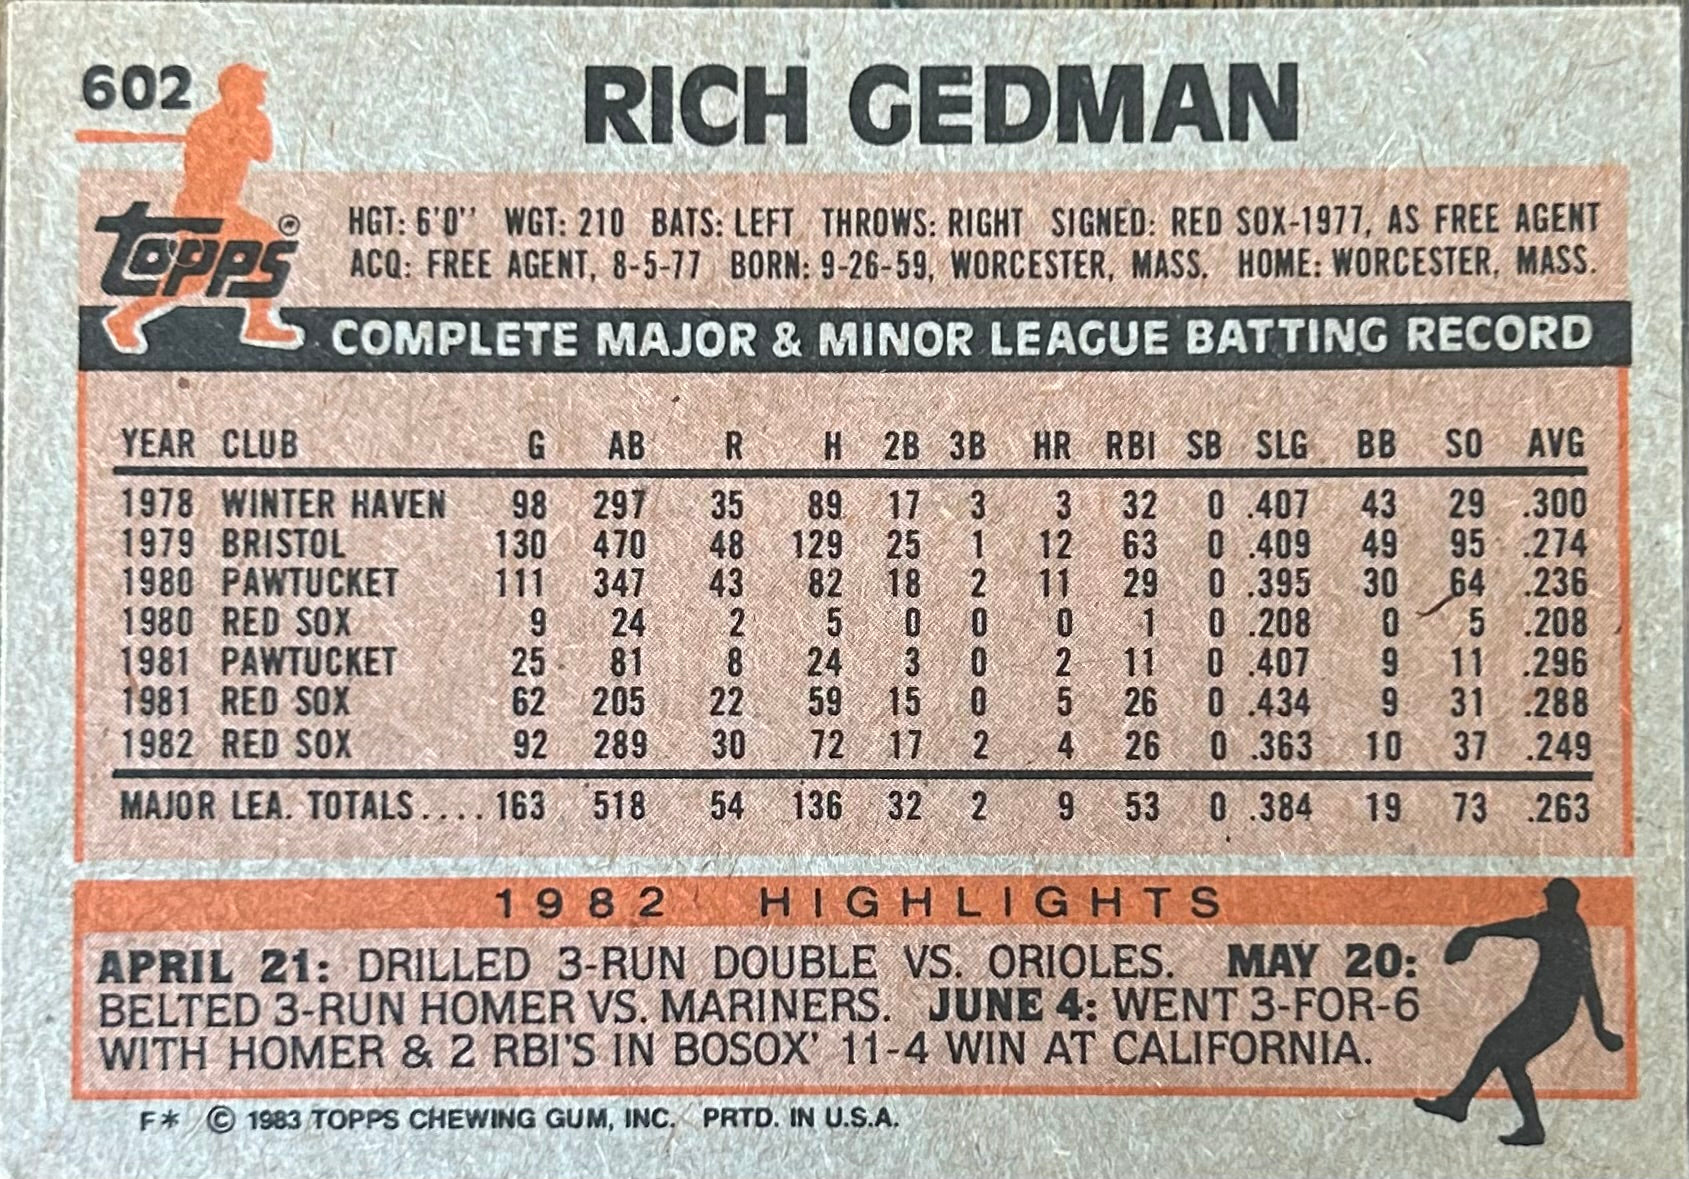 602
RICH GEDMAN
Topps®
HGT: 6'0'' WGT: 210 BATS: LEFT THROWS: RIGHT SIGNED: RED SOX-1977, AS FREE AGENT
ACQ: FREE AGENT, 8-5-77 BORN: 9-26-59, WORCESTER, MASS. HOME: WORCESTER, MASS.
COMPLETE MAJOR & MINOR LEAGUE BATTING RECORD
YEAR CLUB G AB R H 2B 3B HR RBI SB SLG BB SO AVG
1978 WINTER HAVEN 98 297 35 89 17 3 3 32 0 .407 43 29 .300
1979 BRISTOL 130 470 48 129 25 1 12 63 0 .409 49 95 .274
1980 PAWTUCKET 111 347 43 82 18 2 11 29 0 .395 30 64 .236
1980 RED SOX 9 24 2 5 0 0 0 1 0 .208 0 5 .208
1981 PAWTUCKET 25 81 8 24 3 0 2 11 0 .407 9 11 .296
1981 RED SOX 62 205 22 59 15 0 5 26 0 .434 9 31 .288
1982 RED SOX 92 289 30 72 17 2 4 26 0 .363 10 37 .249
MAJOR LEA. TOTALS.... 163 518 54 136 32 2 9 53 0 .384 19 73 .263
1982 HIGHLIGHTS
APRIL 21: DRILLED 3-RUN DOUBLE VS. ORIOLES. MAY 20:
BELTED 3-RUN HOMER VS. MARINERS. JUNE 4: WENT 3-FOR-6
WITH HOMER & 2 RBI'S IN BOSOX' 11-4 WIN AT CALIFORNIA.
F* © 1983 TOPPS CHEWING GUM, INC. PRTD. IN U.S.A.